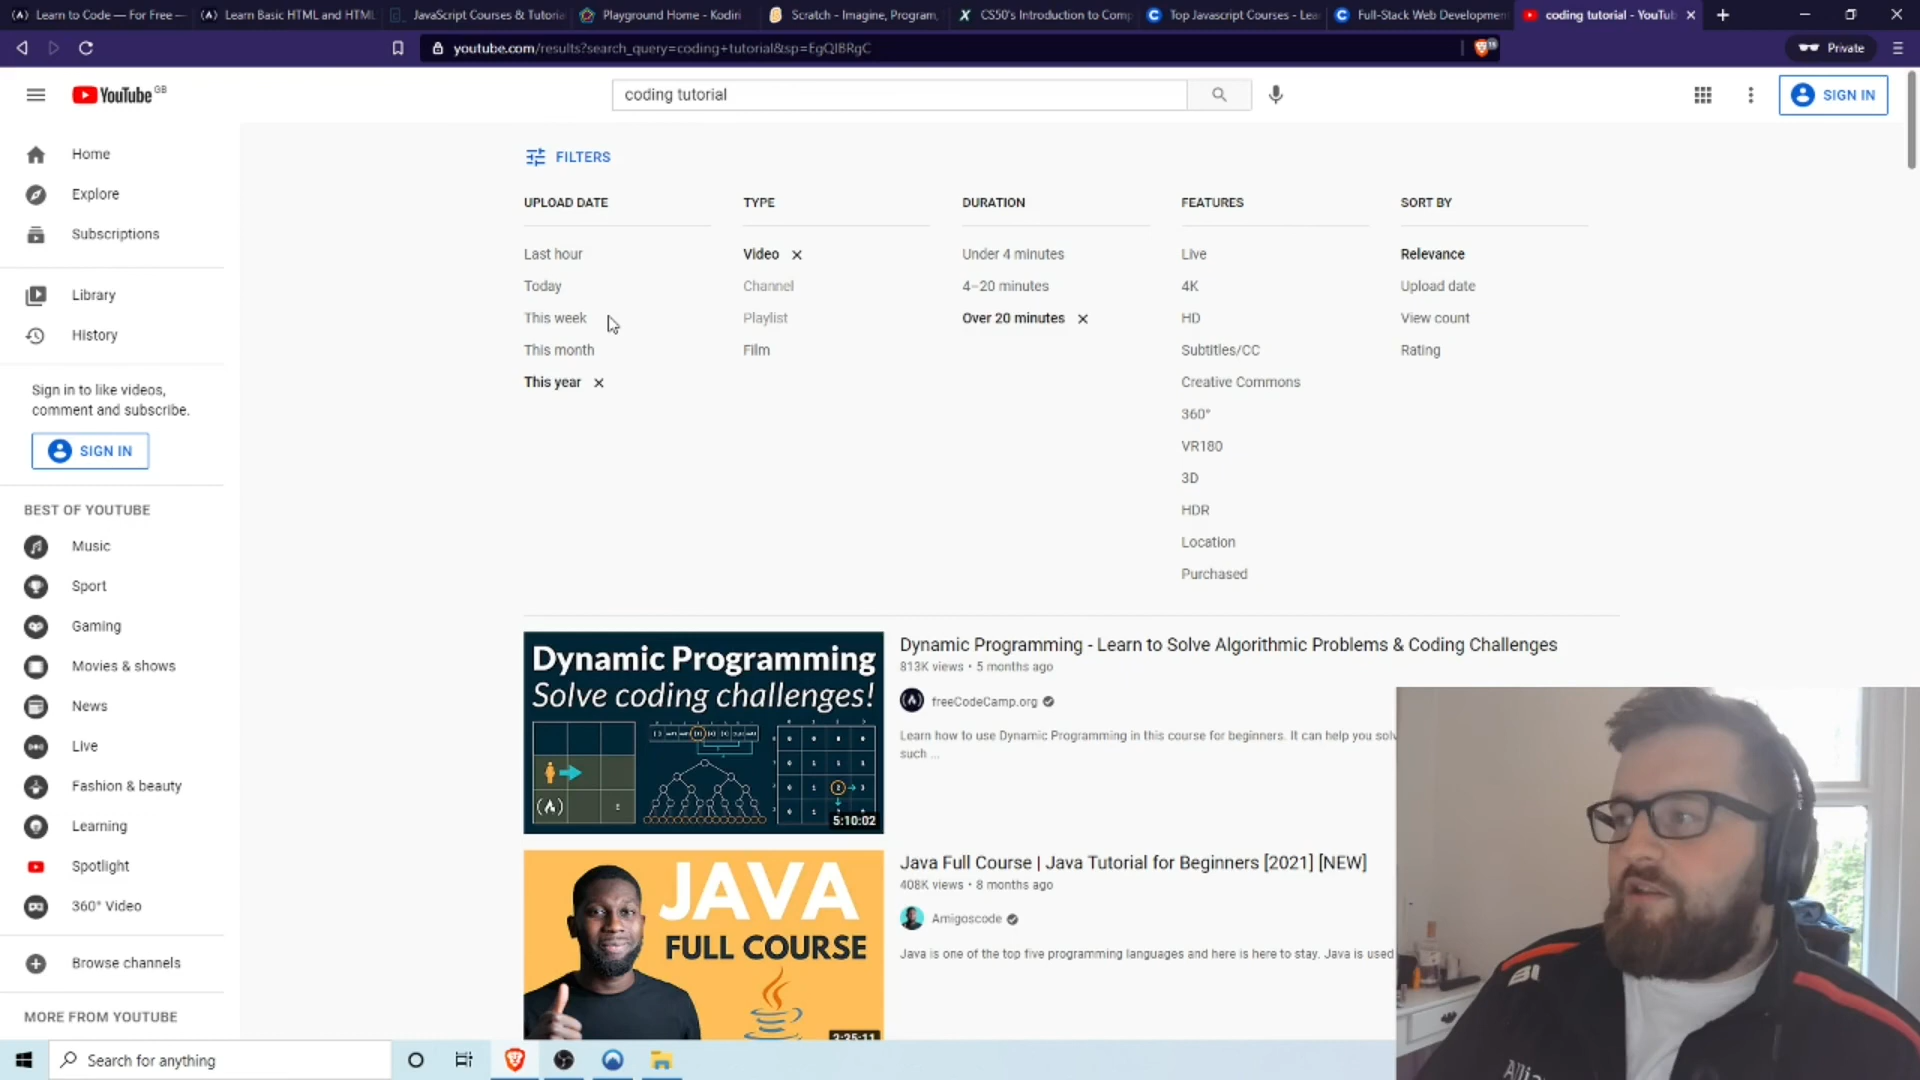 Learn to Code — For Free —
Learn Basic HTML and HTML
JavaScript Courses & Tutoria
Playground Home - Kodiri
Scratch - Imagine, Program,
CS50's Introduction to Comp
Top Javascript Courses - Lea
Full-Stack Web Developmen
coding tutorial - YouTub
youtube.com/results?search_query=coding+tutorial&sp=EgQIBRgC
Private
YouTube GB
coding tutorial
SIGN IN
Home
Explore
Subscriptions
Library
History
Sign in to like videos,
comment and subscribe.
SIGN IN
BEST OF YOUTUBE
Music
Sport
Gaming
Movies & shows
News
Live
Fashion & beauty
Learning
Spotlight
360° Video
Browse channels
MORE FROM YOUTUBE
FILTERS
UPLOAD DATE
Last hour
Today
This week
This month
This year
TYPE
Video
Channel
Playlist
Film
DURATION
Under 4 minutes
4–20 minutes
Over 20 minutes
FEATURES
Live
4K
HD
Subtitles/CC
Creative Commons
360°
VR180
3D
HDR
Location
Purchased
SORT BY
Relevance
Upload date
View count
Rating
Dynamic Programming
Solve coding challenges!
5:10:02
Dynamic Programming - Learn to Solve Algorithmic Problems & Coding Challenges
813K views • 5 months ago
freeCodeCamp.org
Learn how to use Dynamic Programming in this course for beginners. It can help you solv
such ...
JAVA
FULL COURSE
2:35:11
Java Full Course | Java Tutorial for Beginners [2021] [NEW]
408K views • 8 months ago
Amigoscode
Java is one of the top five programming languages and here is here to stay. Java is used
Search for anything